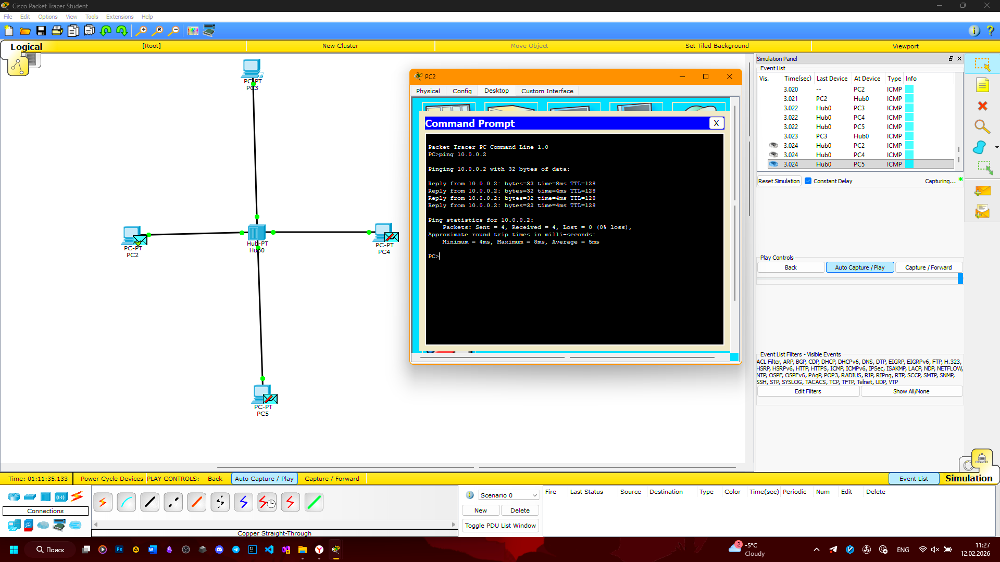 Cisco Packet Tracer Student
File Edit Options View Tools Extensions Help
Logical [Root] New Cluster Move Object Set Tiled Background Viewport
PC-PT
PC3
PC-PT
PC2
Hub-PT
Hub0
PC-PT
PC4
PC-PT
PC5
PC2
Physical Config Desktop Custom Interface
Command Prompt X
Packet Tracer PC Command Line 1.0
PC>ping 10.0.0.2
Pinging 10.0.0.2 with 32 bytes of data:
Reply from 10.0.0.2: bytes=32 time=8ms TTL=128
Reply from 10.0.0.2: bytes=32 time=4ms TTL=128
Reply from 10.0.0.2: bytes=32 time=4ms TTL=128
Reply from 10.0.0.2: bytes=32 time=4ms TTL=128
Ping statistics for 10.0.0.2:
Packets: Sent = 4, Received = 4, Lost = 0 (0% loss),
Approximate round trip times in milli-seconds:
Minimum = 4ms, Maximum = 8ms, Average = 5ms
PC>
Simulation Panel
Event List
Vis. Time(sec) Last Device At Device Type Info
3.020 -- PC2 ICMP
3.021 PC2 Hub0 ICMP
3.022 Hub0 PC3 ICMP
3.022 Hub0 PC4 ICMP
3.022 Hub0 PC5 ICMP
3.023 PC3 Hub0 ICMP
3.024 Hub0 PC2 ICMP
3.024 Hub0 PC4 ICMP
3.024 Hub0 PC5 ICMP
Reset Simulation Constant Delay Capturing... *
Play Controls
Back Auto Capture / Play Capture / Forward
Event List Filters - Visible Events
ACL Filter, ARP, BGP, CDP, DHCP, DHCPv6, DNS, DTP, EIGRP, EIGRPv6, FTP, H.323,
HSRP, HSRPv6, HTTP, HTTPS, ICMP, ICMPv6, IPSec, ISAKMP, LACP, NDP, NETFLOW,
NTP, OSPF, OSPFv6, PAgP, POP3, RADIUS, RIP, RIPng, RTP, SCCP, SMTP, SNMP,
SSH, STP, SYSLOG, TACACS, TCP, TFTP, Telnet, UDP, VTP
Edit Filters Show All/None
Time: 01:11:35.133 Power Cycle Devices PLAY CONTROLS: Back Auto Capture / Play Capture / Forward Event List Simulation
Connections
Copper Straight-Through
Scenario 0
New Delete
Toggle PDU List Window
Fire Last Status Source Destination Type Color Time(sec) Periodic Num Edit Delete
Поиск
2
-5°C
Cloudy
ENG
11:27
12.02.2026